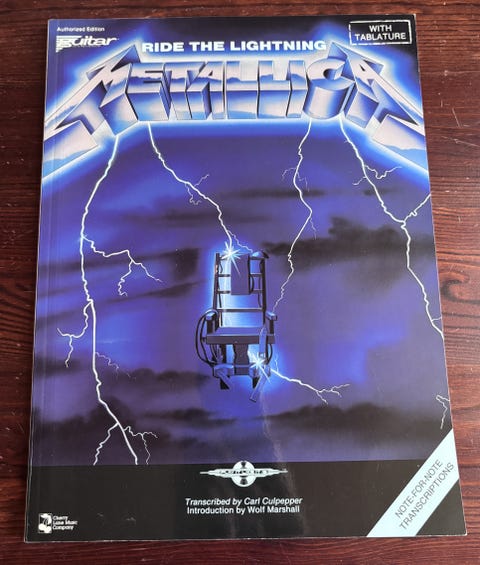 Authorized Edition
Guitar
RIDE THE LIGHTNING
WITH
TABLATURE
METALLICA
Transcribed by Carl Culpepper
Introduction by Wolf Marshall
NOTE-FOR-NOTE
TRANSCRIPTIONS
Cherry
Lane Music
Company